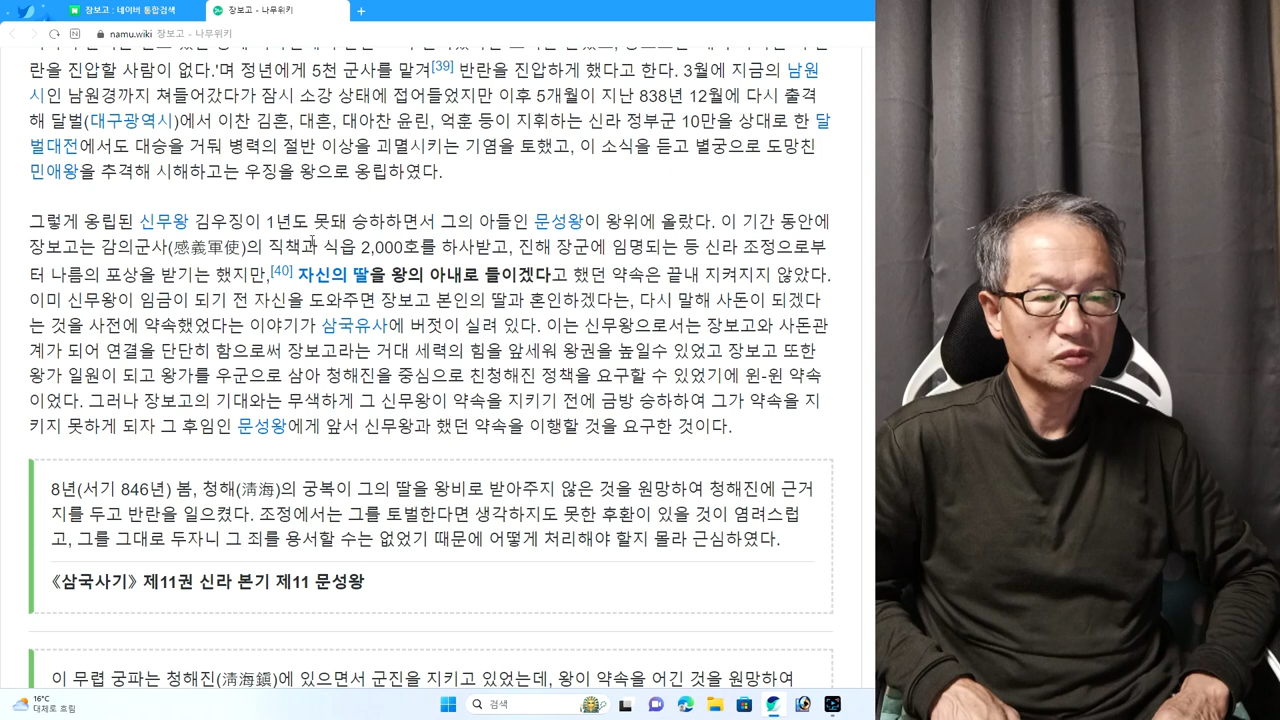 장보고 : 네이버 통합검색
장보고 - 나무위키
namu.wiki 장보고 - 나무위키
란을 진압할 사람이 없다.'며 정년에게 5천 군사를 맡겨[39] 반란을 진압하게 했다고 한다. 3월에 지금의 남원
시인 남원경까지 쳐들어갔다가 잠시 소강 상태에 접어들었지만 이후 5개월이 지난 838년 12월에 다시 출격
해 달벌(대구광역시)에서 이찬 김흔, 대흔, 대아찬 윤린, 억훈 등이 지휘하는 신라 정부군 10만을 상대로 한 달
벌대전에서도 대승을 거둬 병력의 절반 이상을 괴멸시키는 기염을 토했고, 이 소식을 듣고 별궁으로 도망친
민애왕을 추격해 시해하고는 우징을 왕으로 옹립하였다.
그렇게 옹립된 신무왕 김우징이 1년도 못돼 승하하면서 그의 아들인 문성왕이 왕위에 올랐다. 이 기간 동안에
장보고는 감의군사(感義軍使)의 직책과 식읍 2,000호를 하사받고, 진해 장군에 임명되는 등 신라 조정으로부
터 나름의 포상을 받기는 했지만,[40] 자신의 딸을 왕의 아내로 들이겠다고 했던 약속은 끝내 지켜지지 않았다.
이미 신무왕이 임금이 되기 전 자신을 도와주면 장보고 본인의 딸과 혼인하겠다는, 다시 말해 사돈이 되겠다
는 것을 사전에 약속했었다는 이야기가 삼국유사에 버젓이 실려 있다. 이는 신무왕으로서는 장보고와 사돈관
계가 되어 연결을 단단히 함으로써 장보고라는 거대 세력의 힘을 앞세워 왕권을 높일수 있었고 장보고 또한
왕가 일원이 되고 왕가를 우군으로 삼아 청해진을 중심으로 친청해진 정책을 요구할 수 있었기에 윈-윈 약속
이었다. 그러나 장보고의 기대와는 무색하게 그 신무왕이 약속을 지키기 전에 금방 승하하여 그가 약속을 지
키지 못하게 되자 그 후임인 문성왕에게 앞서 신무왕과 했던 약속을 이행할 것을 요구한 것이다.
8년(서기 846년) 봄, 청해(淸海)의 궁복이 그의 딸을 왕비로 받아주지 않은 것을 원망하여 청해진에 근거
지를 두고 반란을 일으켰다. 조정에서는 그를 토벌한다면 생각하지도 못한 후환이 있을 것이 염려스럽
고, 그를 그대로 두자니 그 죄를 용서할 수는 없었기 때문에 어떻게 처리해야 할지 몰라 근심하였다.
《삼국사기》 제11권 신라 본기 제11 문성왕
이 무렵 궁파는 청해진(淸海鎭)에 있으면서 군진을 지키고 있었는데, 왕이 약속을 어긴 것을 원망하여
16°C
대체로 흐림
검색